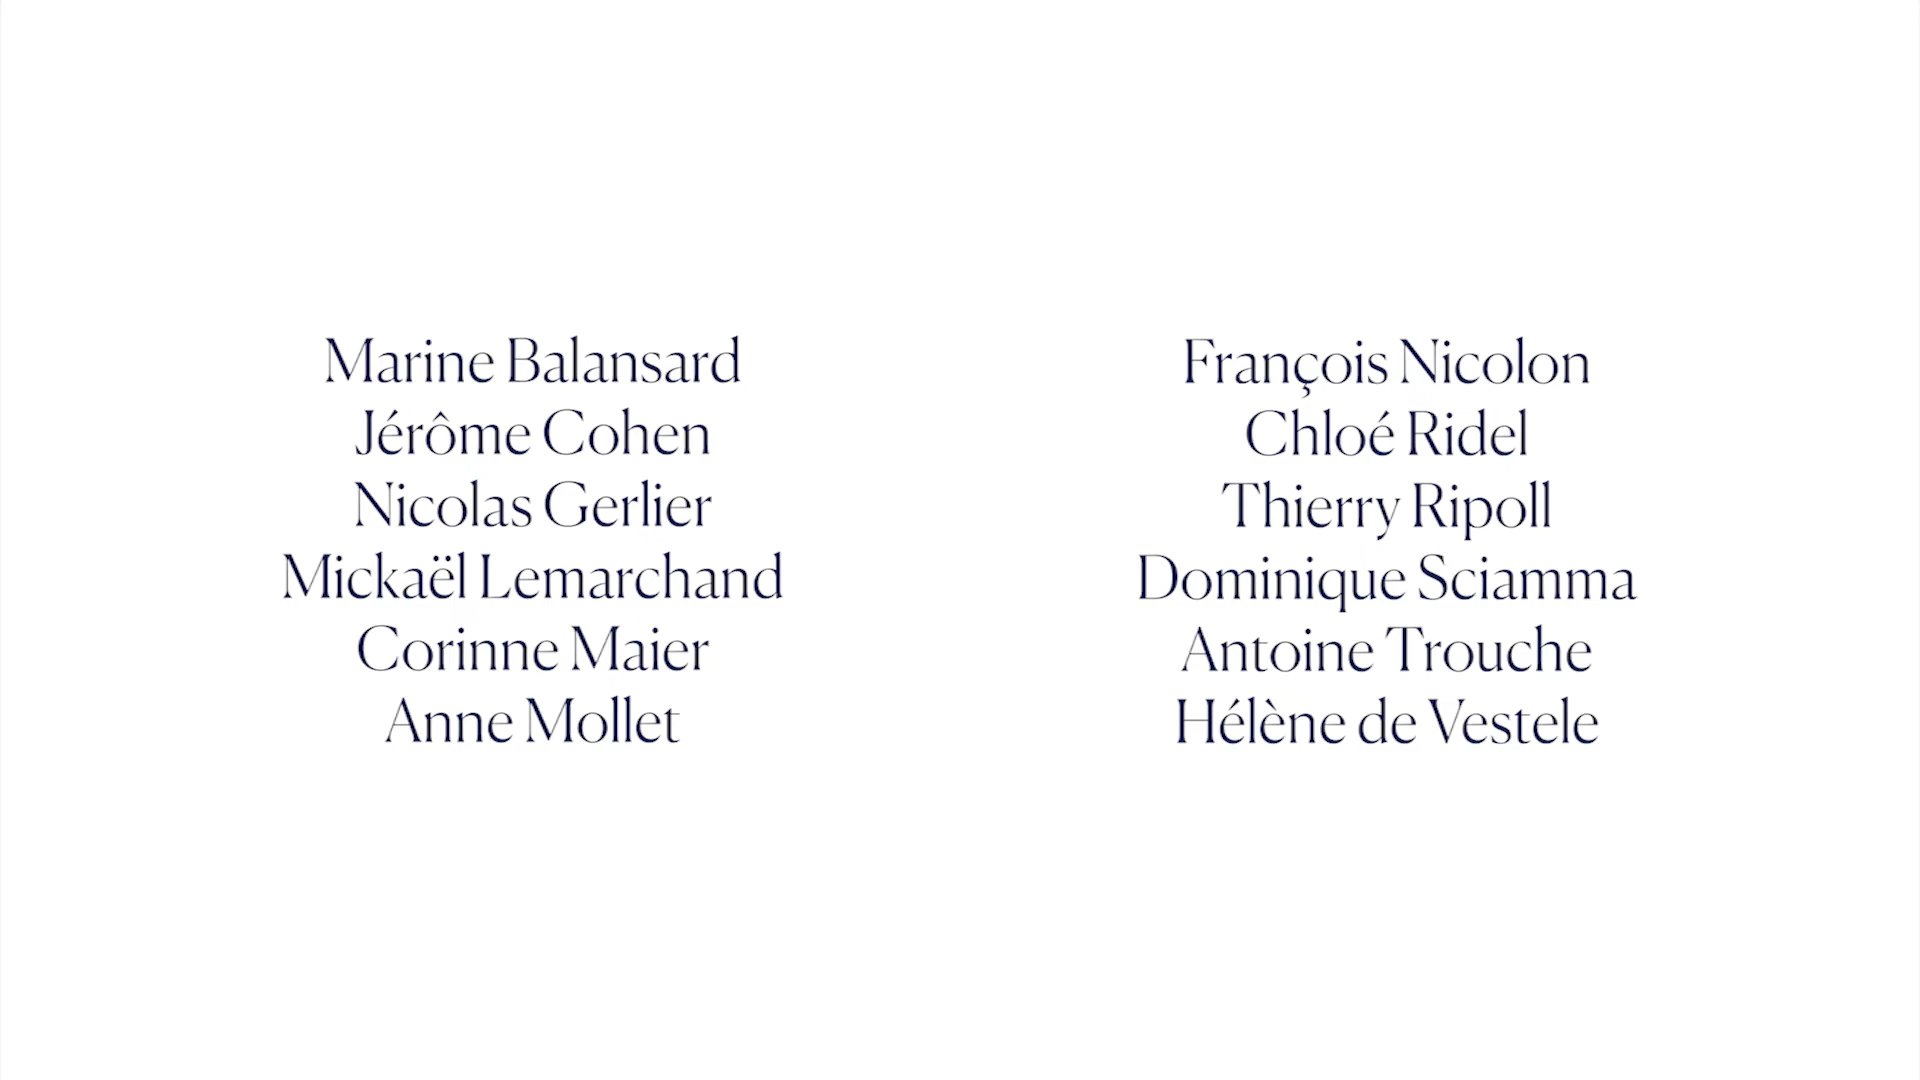 Marine Balansard
Jérôme Cohen
Nicolas Gerlier
Mickaël Lemarchand
Corinne Maier
Anne Mollet
François Nicolon
Chloé Ridel
Thierry Ripoll
Dominique Sciamma
Antoine Trouche
Hélène de Vestele